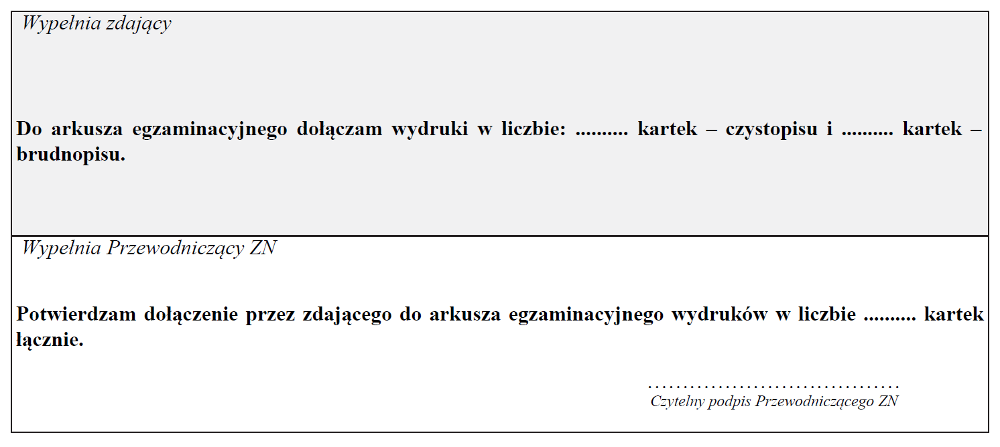 Wypełnia zdający
Do arkusza egzaminacyjnego dołączam wydruki w liczbie: .......... kartek – czystopisu i .......... kartek –
brudnopisu.
Wypełnia Przewodniczący ZN
Potwierdzam dołączenie przez zdającego do arkusza egzaminacyjnego wydruków w liczbie .......... kartek
łącznie.
....................................
Czytelny podpis Przewodniczącego ZN